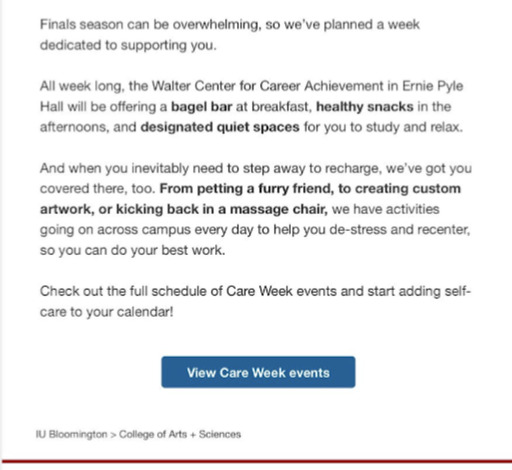 Finals season can be overwhelming, so we've planned a week
dedicated to supporting you.
All week long, the Walter Center for Career Achievement in Ernie Pyle
Hall will be offering a bagel bar at breakfast, healthy snacks in the
afternoons, and designated quiet spaces for you to study and relax.
And when you inevitably need to step away to recharge, we've got you
covered there, too. From petting a furry friend, to creating custom
artwork, or kicking back in a massage chair, we have activities
going on across campus every day to help you de-stress and recenter,
so you can do your best work.
Check out the full schedule of Care Week events and start adding self-
care to your calendar!
View Care Week events
IU Bloomington > College of Arts + Sciences